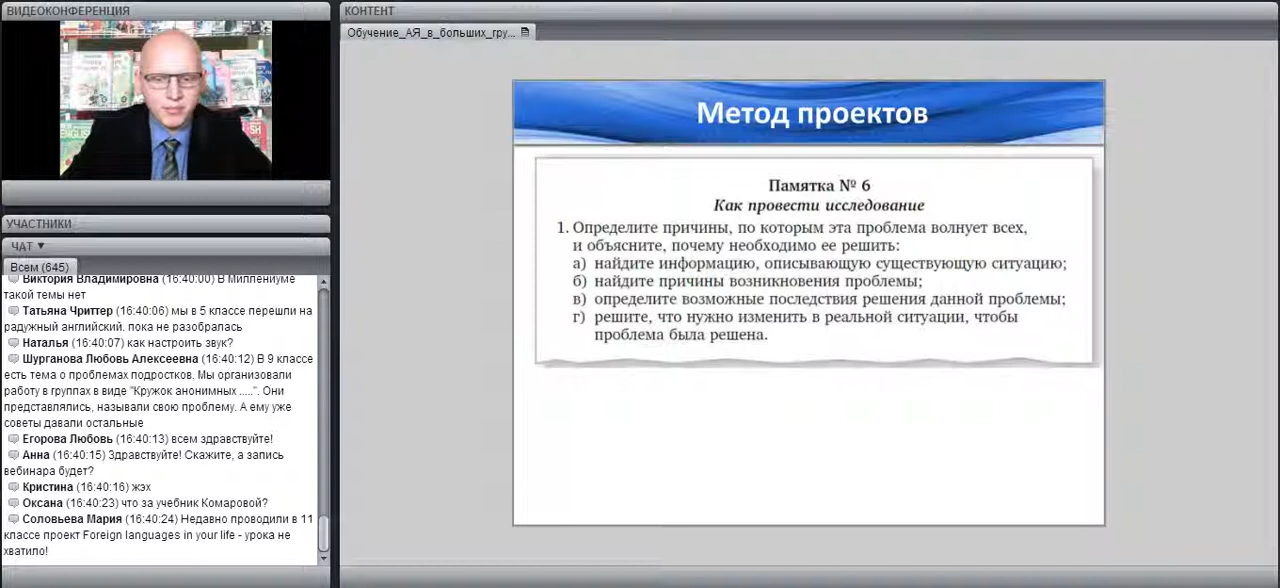 ВИДЕОКОНФЕРЕНЦИЯ
УЧАСТНИКИ
ЧАТ
Всем (645)
Виктория Владимировна (16:40:00) В Миллениуме
такой темы нет
Татьяна Чриттер (16:40:06) мы в 5 классе перешли на
радужный английский. пока не разобралась
Наталья (16:40:07) как настроить звук?
Шурганова Любовь Алексеевна (16:40:12) В 9 классе
есть тема о проблемах подростков. Мы организовали
работу в группах в виде "Кружок анонимных .....". Они
представлялись, называли свою проблему. А ему уже
советы давали остальные
Егорова Любовь (16:40:13) всем здравствуйте!
Анна (16:40:15) Здравствуйте! Скажите, а запись
вебинара будет?
Кристина (16:40:16) жэх
Оксана (16:40:23) что за учебник Комаровой?
Соловьева Мария (16:40:24) Недавно проводили в 11
классе проект Foreign languages in your life - урока не
хватило!
КОНТЕНТ
Обучение_АЯ_в_больших_гру...
Метод проектов
Памятка № 6
Как провести исследование
1. Определите причины, по которым эта проблема волнует всех,
и объясните, почему необходимо ее решить:
а) найдите информацию, описывающую существующую ситуацию;
б) найдите причины возникновения проблемы;
в) определите возможные последствия решения данной проблемы;
г) решите, что нужно изменить в реальной ситуации, чтобы
проблема была решена.